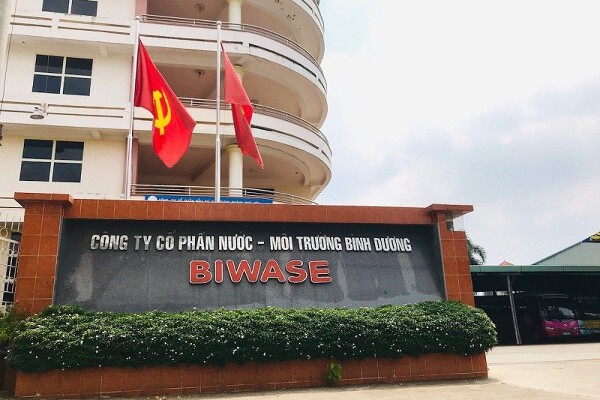 CÔNG TY CỔ PHẦN NƯỚC - MÔI TRƯỜNG BÌNH DƯƠNG
BIWASE